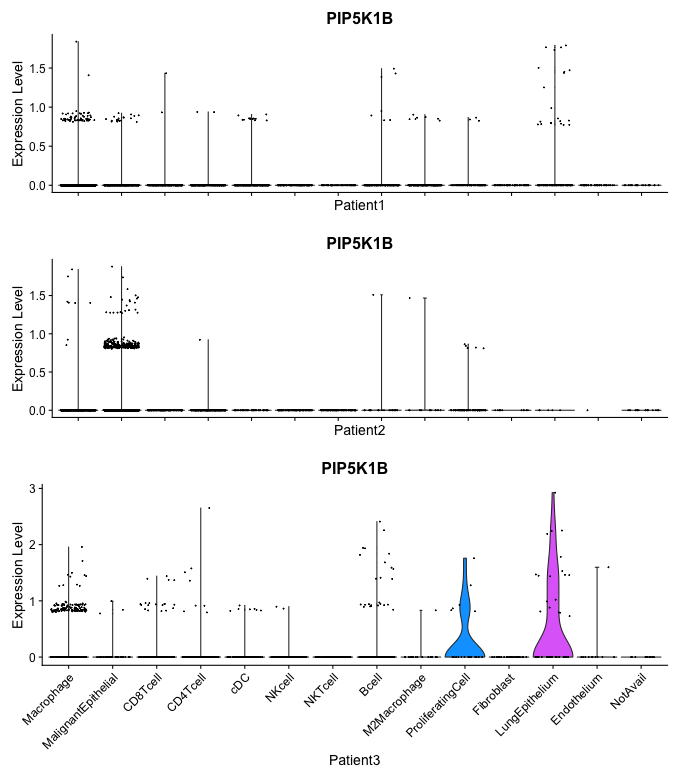 PIP5K1B
Expression Level
1.5
1.0
0.5
0.0
Patient1
PIP5K1B
Expression Level
1.5
1.0
0.5
0.0
Patient2
PIP5K1B
Expression Level
3
2
1
0
Macrophage
MalignantEpithelial
CD8Tcell
CD4Tcell
cDC
NKcell
NKTcell
Bcell
M2Macrophage
ProliferatingCell
Fibroblast
LungEpithelium
Endothelium
NotAvail
Patient3